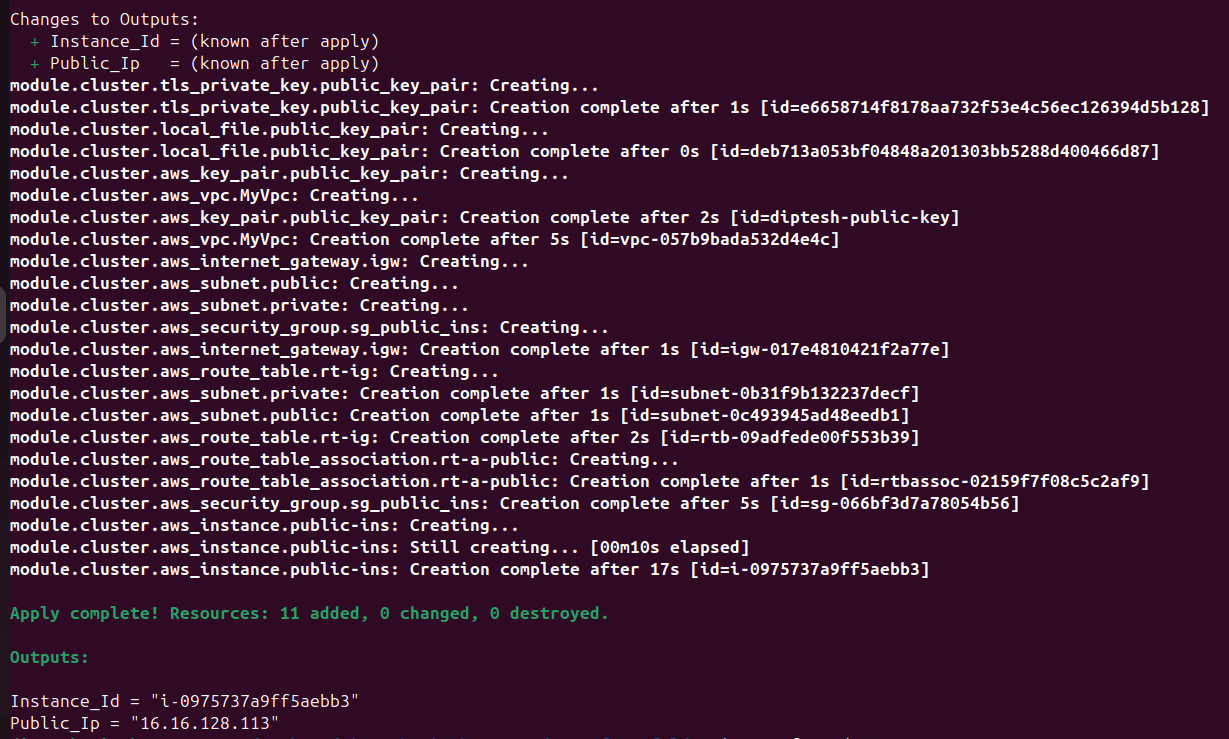 Changes to Outputs:
+ Instance_Id = (known after apply)
+ Public_Ip   = (known after apply)
module.cluster.tls_private_key.public_key_pair: Creating...
module.cluster.tls_private_key.public_key_pair: Creation complete after 1s [id=e6658714f8178aa732f53e4c56ec126394d5b128]
module.cluster.local_file.public_key_pair: Creating...
module.cluster.local_file.public_key_pair: Creation complete after 0s [id=deb713a053bf04848a201303bb5288d400466d87]
module.cluster.aws_key_pair.public_key_pair: Creating...
module.cluster.aws_vpc.MyVpc: Creating...
module.cluster.aws_key_pair.public_key_pair: Creation complete after 2s [id=diptesh-public-key]
module.cluster.aws_vpc.MyVpc: Creation complete after 5s [id=vpc-057b9bada532d4e4c]
module.cluster.aws_internet_gateway.igw: Creating...
module.cluster.aws_subnet.public: Creating...
module.cluster.aws_subnet.private: Creating...
module.cluster.aws_security_group.sg_public_ins: Creating...
module.cluster.aws_internet_gateway.igw: Creation complete after 1s [id=igw-017e4810421f2a77e]
module.cluster.aws_route_table.rt-ig: Creating...
module.cluster.aws_subnet.private: Creation complete after 1s [id=subnet-0b31f9b132237decf]
module.cluster.aws_subnet.public: Creation complete after 1s [id=subnet-0c493945ad48eedb1]
module.cluster.aws_route_table.rt-ig: Creation complete after 2s [id=rtb-09adfede00f553b39]
module.cluster.aws_route_table_association.rt-a-public: Creating...
module.cluster.aws_route_table_association.rt-a-public: Creation complete after 1s [id=rtbassoc-02159f7f08c5c2af9]
module.cluster.aws_security_group.sg_public_ins: Creation complete after 5s [id=sg-066bf3d7a78054b56]
module.cluster.aws_instance.public-ins: Creating...
module.cluster.aws_instance.public-ins: Still creating... [00m10s elapsed]
module.cluster.aws_instance.public-ins: Creation complete after 17s [id=i-0975737a9ff5aebb3]
Apply complete! Resources: 11 added, 0 changed, 0 destroyed.
Outputs:
Instance_Id = "i-0975737a9ff5aebb3"
Public_Ip = "16.16.128.113"